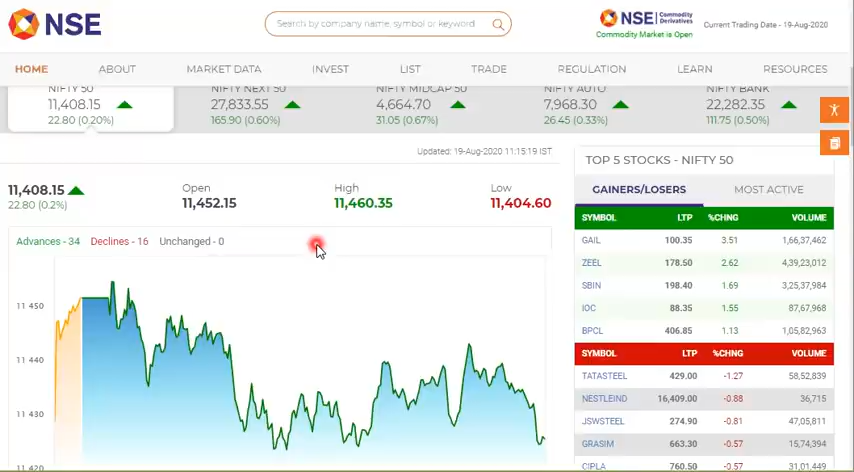 NSE
Search by company name, symbol or keyword
NSE Commodity Derivatives
Commodity Market is Open
Current Trading Date - 19-Aug-2020
HOME ABOUT MARKET DATA INVEST LIST TRADE REGULATION LEARN RESOURCES
NIFTY 50 NIFTY NEXT 50 NIFTY MIDCAP 50 NIFTY AUTO NIFTY BANK
11,408.15 27,833.55 4,664.70 7,968.30 22,282.35
22.80 (0.20%) 165.90 (0.60%) 31.05 (0.67%) 26.45 (0.33%) 111.75 (0.50%)
Updated: 19-Aug-2020 11:15:19 IST
11,408.15 Open High Low
22.80 (0.2%) 11,452.15 11,460.35 11,404.60
Advances - 34 Declines - 16 Unchanged - 0
11 450
11 440
11 430
11 420
TOP 5 STOCKS - NIFTY 50
GAINERS/LOSERS MOST ACTIVE
SYMBOL LTP %CHNG VOLUME
GAIL 100.35 3.51 1,66,37,462
ZEEL 178.50 2.62 4,39,23,012
SBIN 198.40 1.69 3,25,37,984
IOC 88.35 1.55 87,67,968
BPCL 406.85 1.13 1,05,82,963
SYMBOL LTP %CHNG VOLUME
TATASTEEL 429.00 -1.27 58,52,839
NESTLEIND 16,409.00 -0.88 36,715
JSWSTEEL 274.90 -0.81 47,05,811
GRASIM 663.30 -0.57 15,74,394
CIPLA 760.50 -0.57 31,01,449